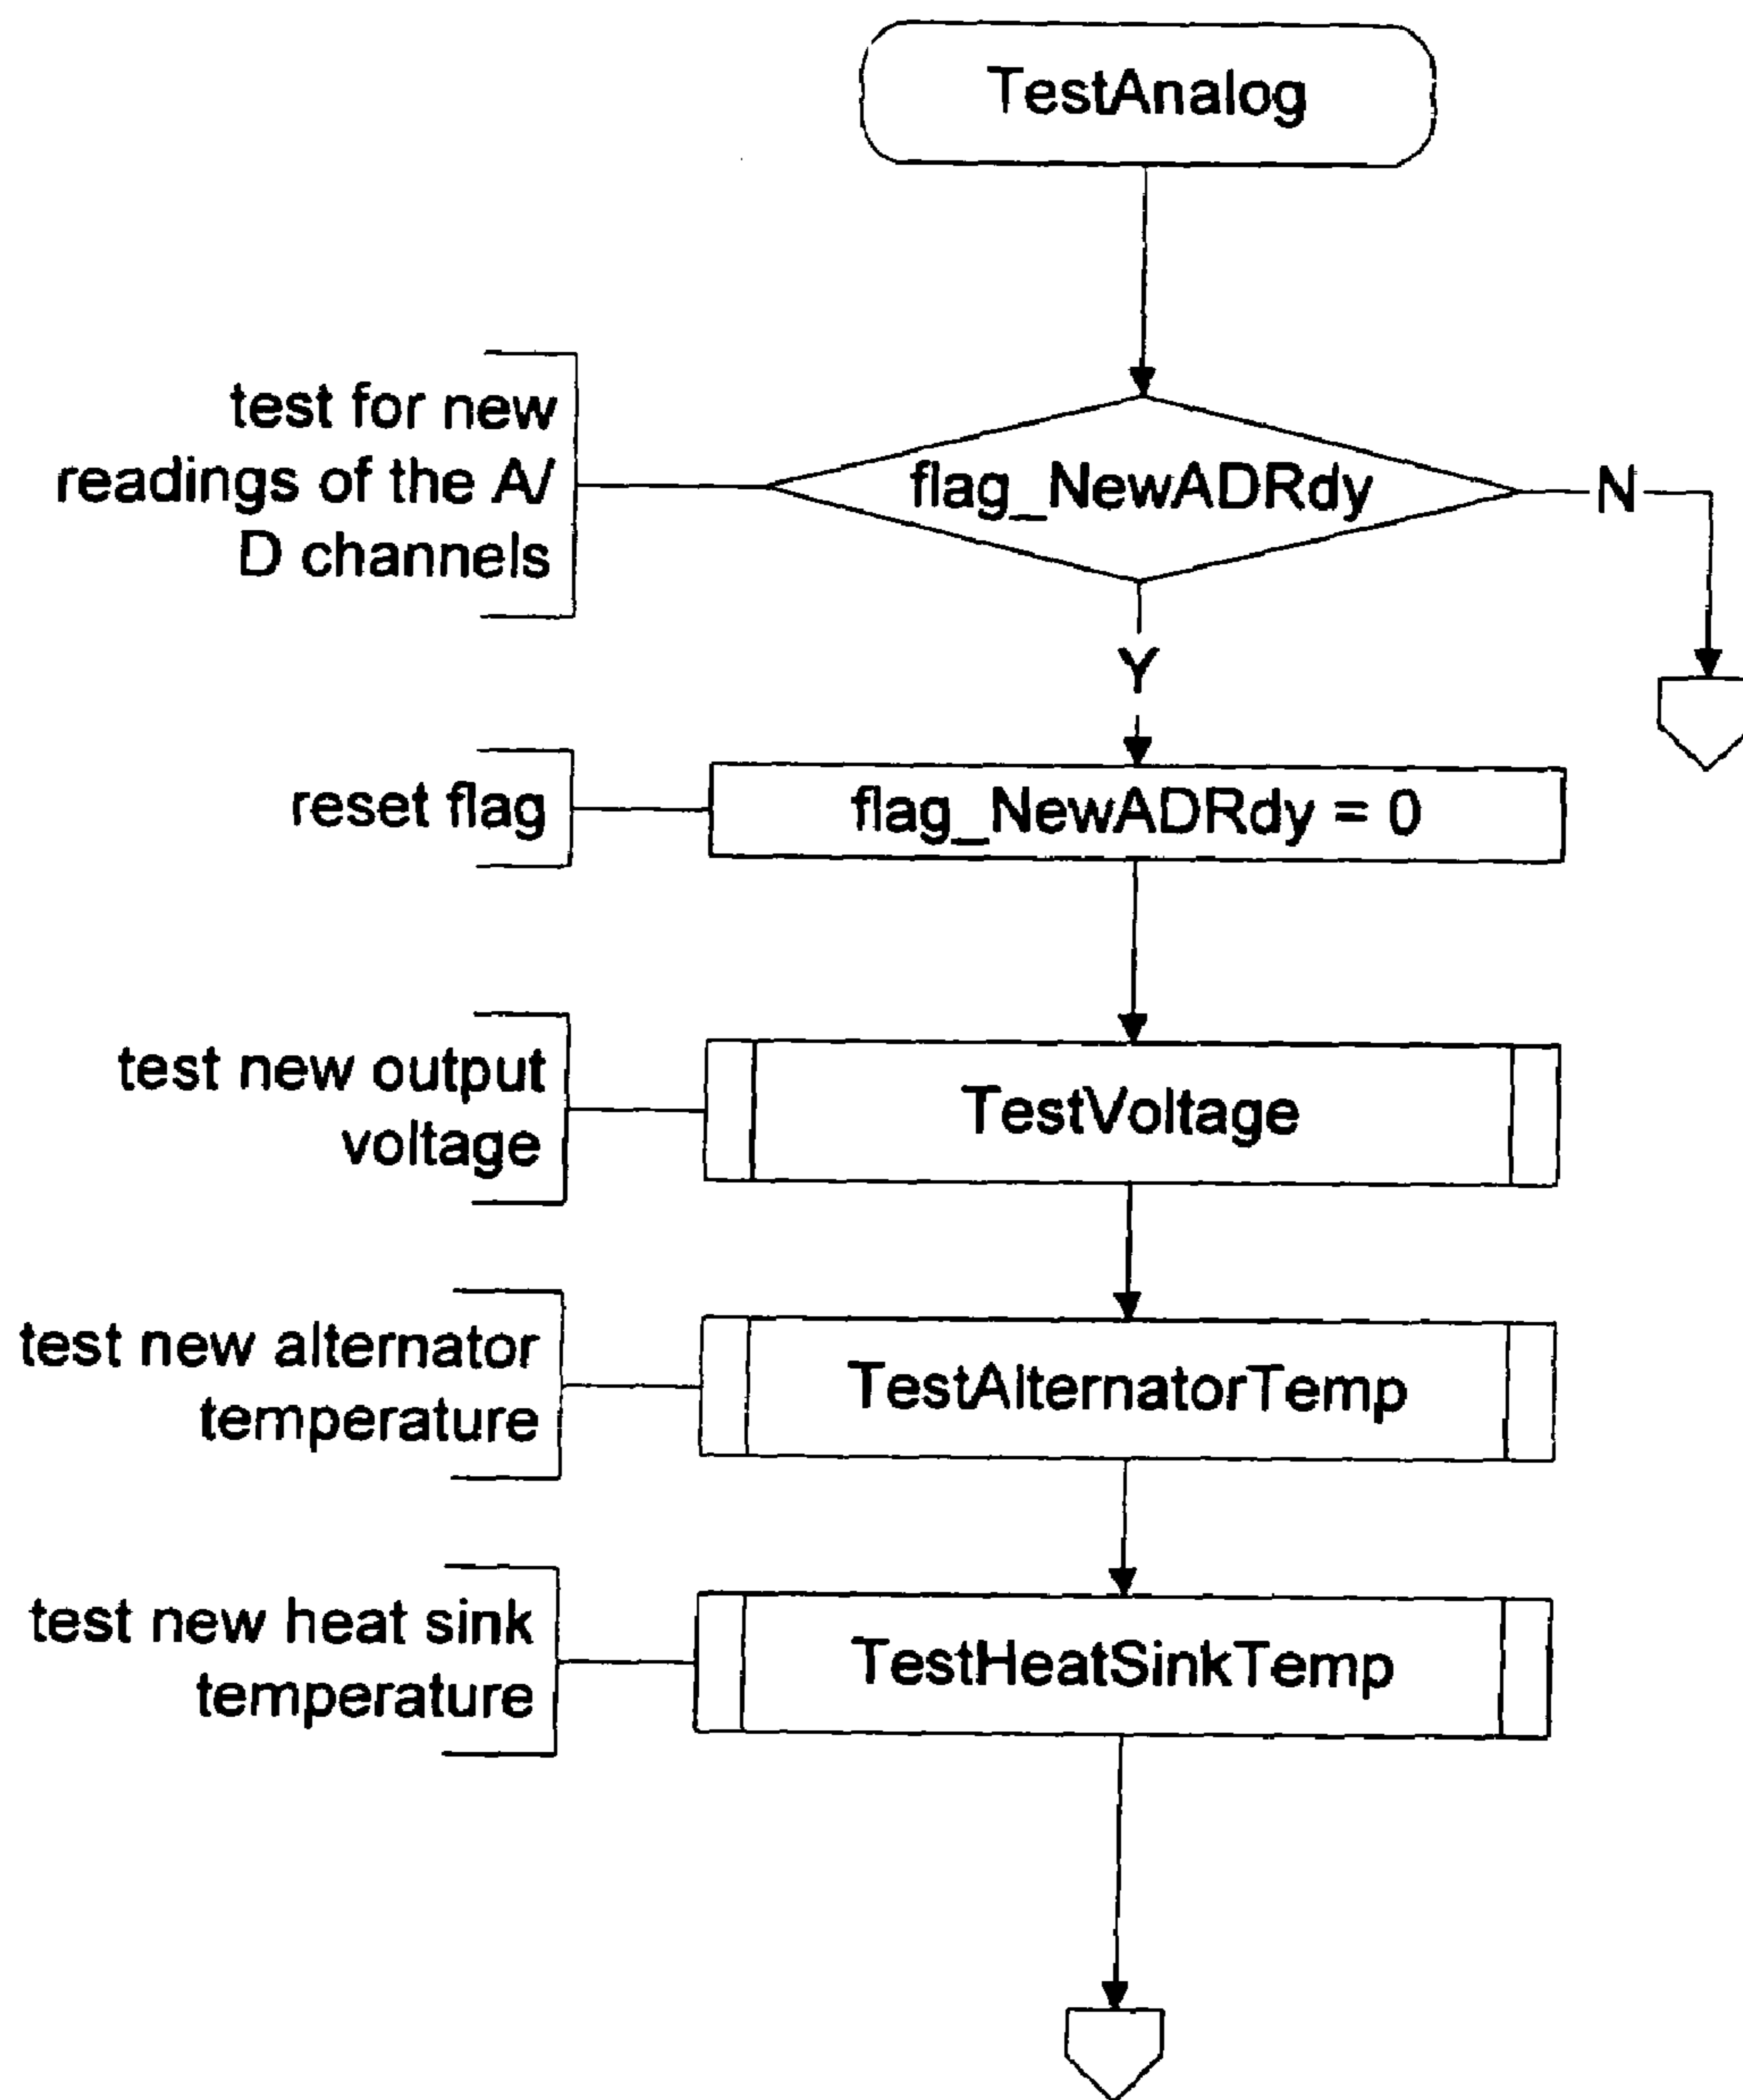 TestAnalog
test for new
readings of the A/
D channels
flag_NewADRdy
N
Y
reset flag
flag_NewADRdy = 0
test new output
voltage
TestVoltage
test new alternator
temperature
TestAlternatorTemp
test new heat sink
temperature
TestHeatSinkTemp